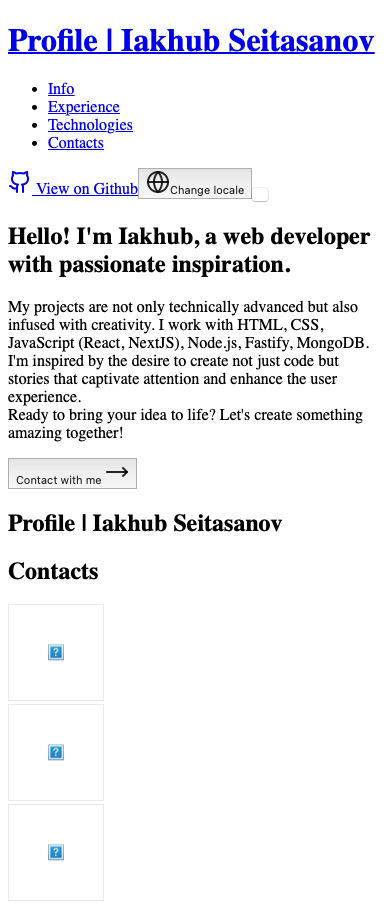 Profile | Iakhub Seitasanov
Info
Experience
Technologies
Contacts
View on Github
Change locale
Hello! I'm Iakhub, a web developer
with passionate inspiration.
My projects are not only technically advanced but also
infused with creativity. I work with HTML, CSS,
JavaScript (React, NextJS), Node.js, Fastify, MongoDB.
I'm inspired by the desire to create not just code but
stories that captivate attention and enhance the user
experience.
Ready to bring your idea to life? Let's create something
amazing together!
Contact with me
Profile | Iakhub Seitasanov
Contacts